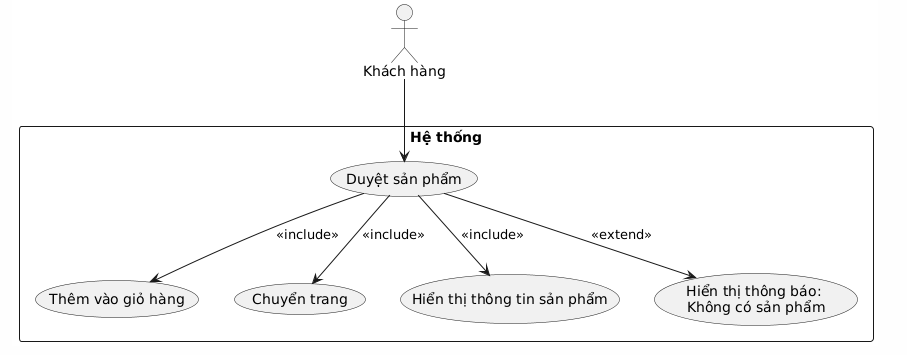 Khách hàng
Hệ thống
Duyệt sản phẩm
«include»
«include»
«include»
«extend»
Thêm vào giỏ hàng
Chuyển trang
Hiển thị thông tin sản phẩm
Hiển thị thông báo:
Không có sản phẩm